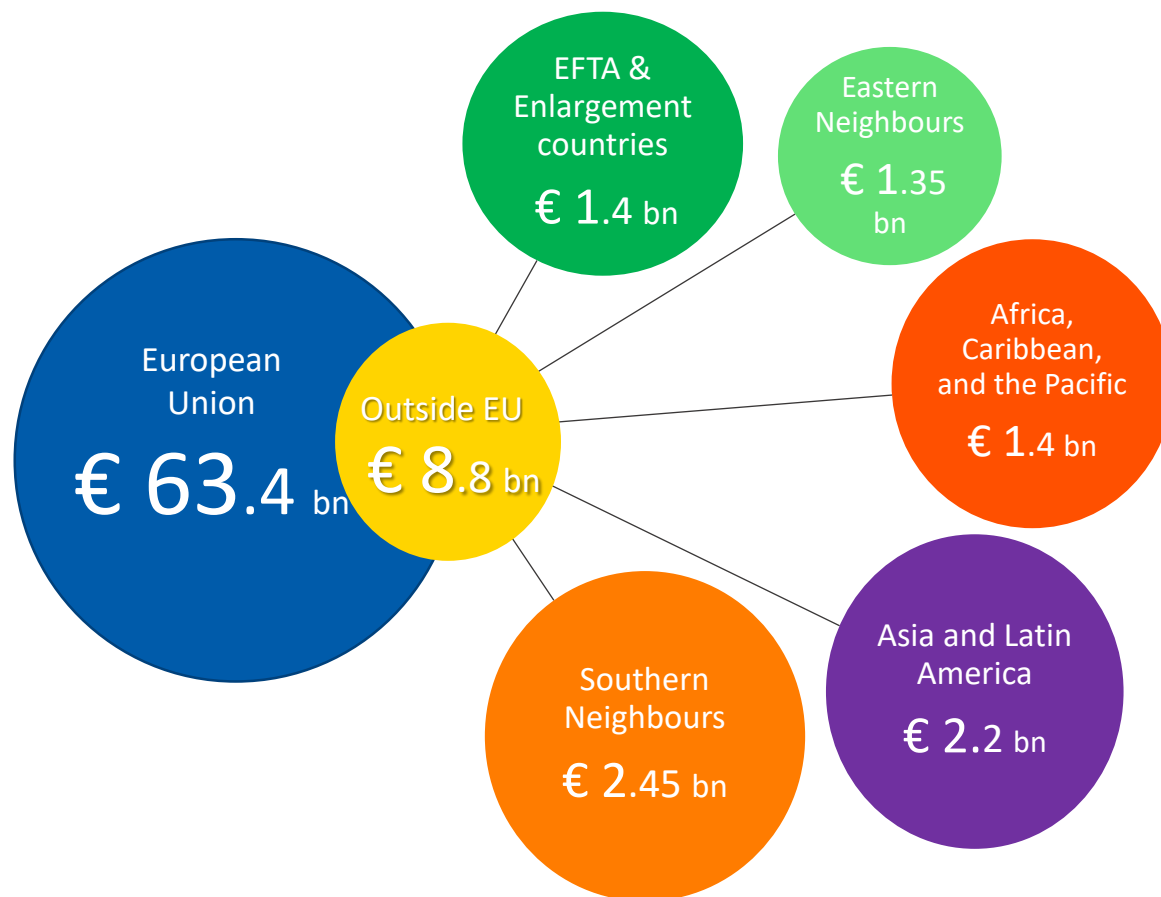 EFTA &
Enlargement
countries
€ 1.4 bn
Eastern
Neighbours
€ 1.35
bn
European
Union
€ 63.4 bn
Outside EU
€ 8.8 bn
Africa,
Caribbean,
and the Pacific
€ 1.4 bn
Asia and Latin
America
€ 2.2 bn
Southern
Neighbours
€ 2.45 bn